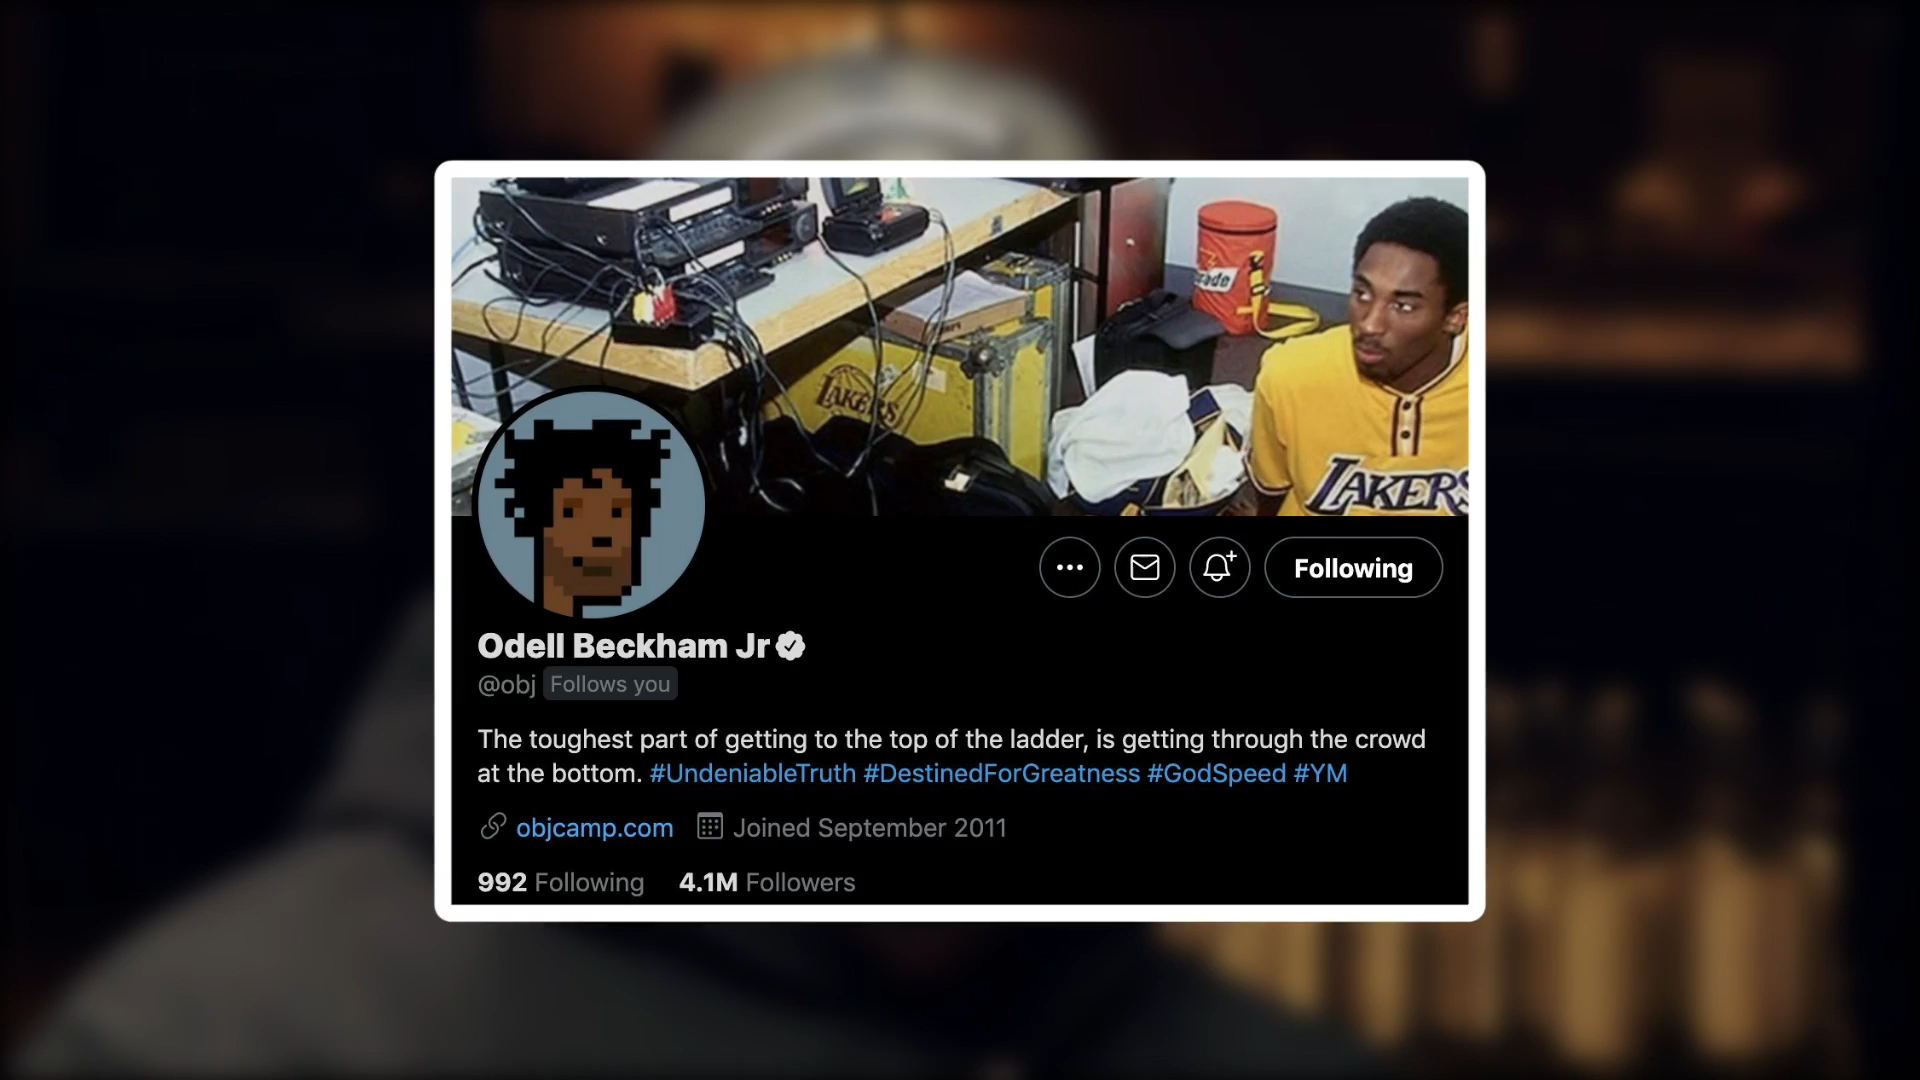 LAKERS
ade
LAKERS
Following
Odell Beckham Jr
@obj Follows you
The toughest part of getting to the top of the ladder, is getting through the crowd
at the bottom. #UndeniableTruth #DestinedForGreatness #GodSpeed #YM
objcamp.com Joined September 2011
992 Following 4.1M Followers